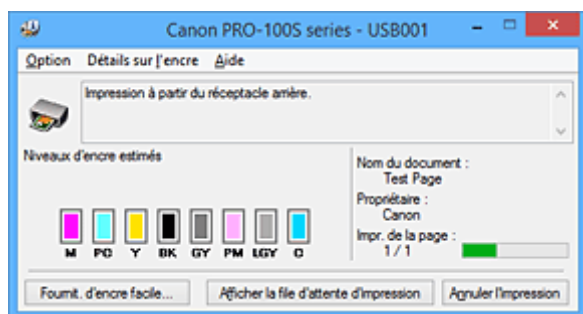 Canon PRO-100S series - USB001
Option Détails sur l'encre Aide
Impression à partir du réceptacle arrière.
Niveaux d'encre estimés
M PC Y BK GY PM LGY C
Nom du document :
Test Page
Propriétaire :
Canon
Impr. de la page :
1 / 1
Fournit. d'encre facile... Afficher la file d'attente d'impression Annuler l'impression